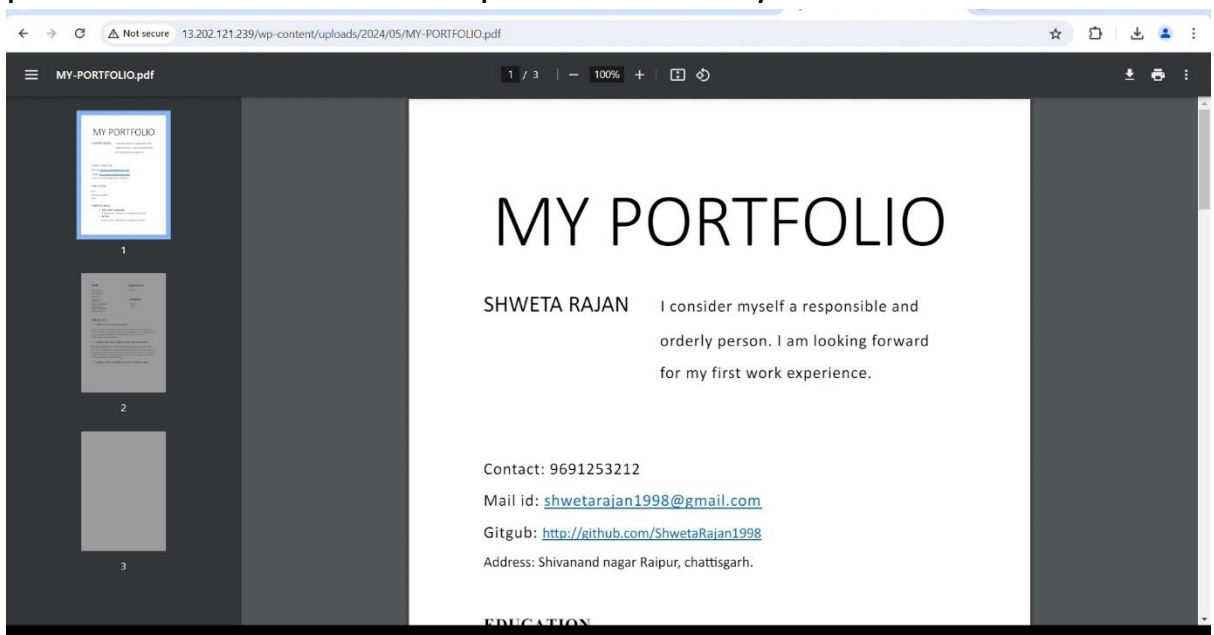 Not secure 13.202.121.239/wp-content/uploads/2024/05/MY-PORTFOLIO.pdf
MY-PORTFOLIO.pdf 1 / 3 100%
MY PORTFOLIO
1
2
3
MY PORTFOLIO
SHWETA RAJAN I consider myself a responsible and
orderly person. I am looking forward
for my first work experience.
Contact: 9691253212
Mail id: shwetarajan1998@gmail.com
Gitgub: http://github.com/ShwetaRajan1998
Address: Shivanand nagar Raipur, chattisgarh.
EDUCATION